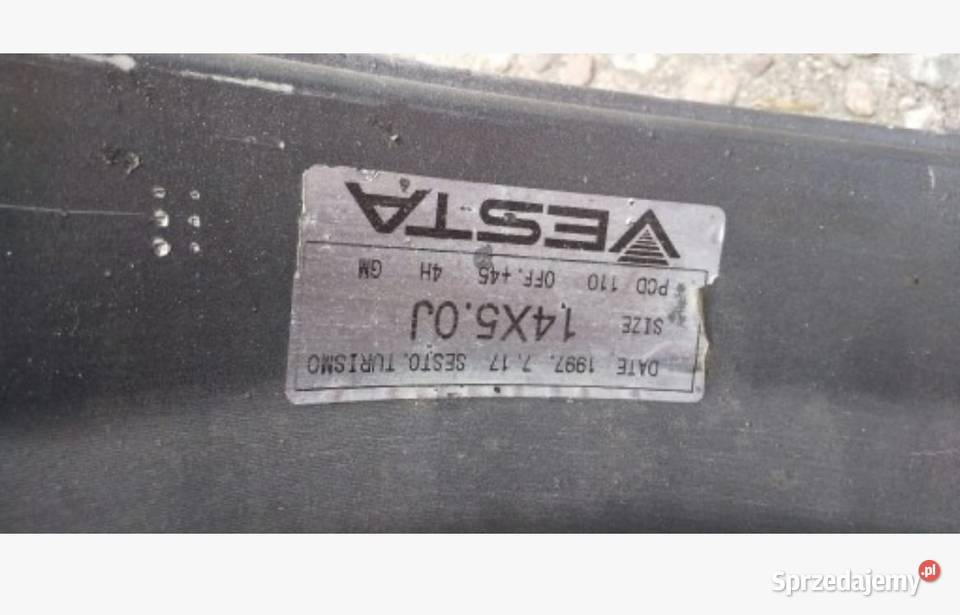 VESTA
PCD 110 OFF.+45 4H GM
SIZE 14X5.0J
DATE 1997. 7.17 SESTO.TURISMO
Sprzedajemy.pl